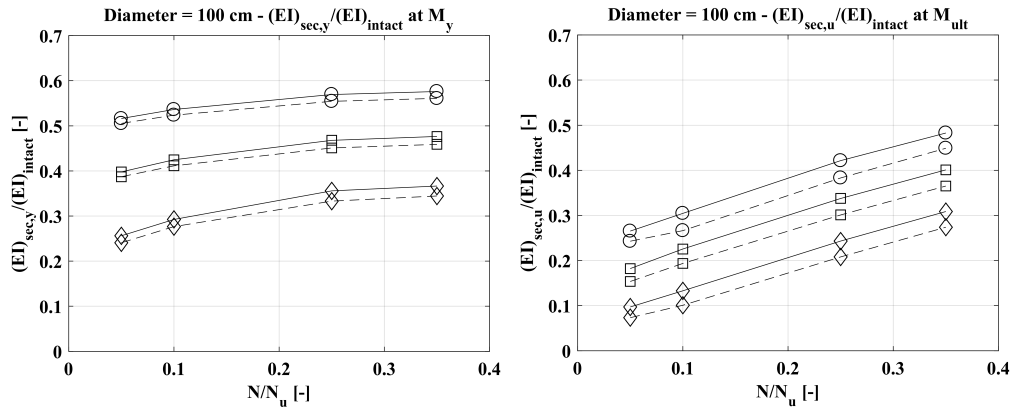 Diameter = 100 cm - (EI)sec,y/(EI)intact at My
(EI)sec,y/(EI)intact [-]
0.7
0.6
0.5
0.4
0.3
0.2
0.1
0
0 0.1 0.2 0.3 0.4
N/Nu [-]
Diameter = 100 cm - (EI)sec,u/(EI)intact at Mult
(EI)sec,u/(EI)intact [-]
0.7
0.6
0.5
0.4
0.3
0.2
0.1
0
0 0.1 0.2 0.3 0.4
N/Nu [-]